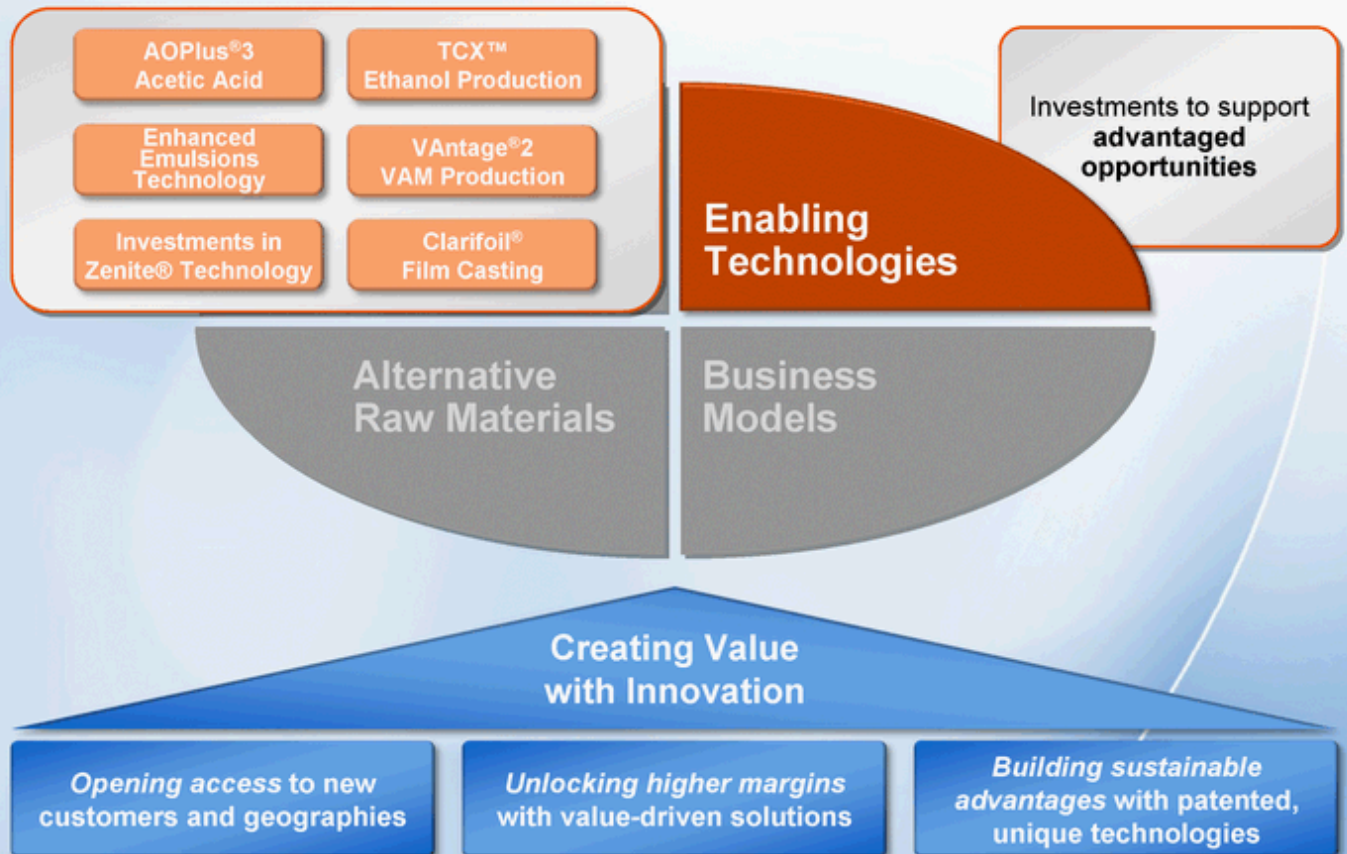 AOPlus®3
Acetic Acid
TCX™
Ethanol Production
Enhanced
Emulsions
Technology
VAntage®2
VAM Production
Investments in
Zenite® Technology
Clarifoil®
Film Casting
Investments to support
advantaged
opportunities
Enabling
Technologies
Alternative
Raw Materials
Business
Models
Creating Value
with Innovation
Opening access to new
customers and geographies
Unlocking higher margins
with value-driven solutions
Building sustainable
advantages with patented,
unique technologies